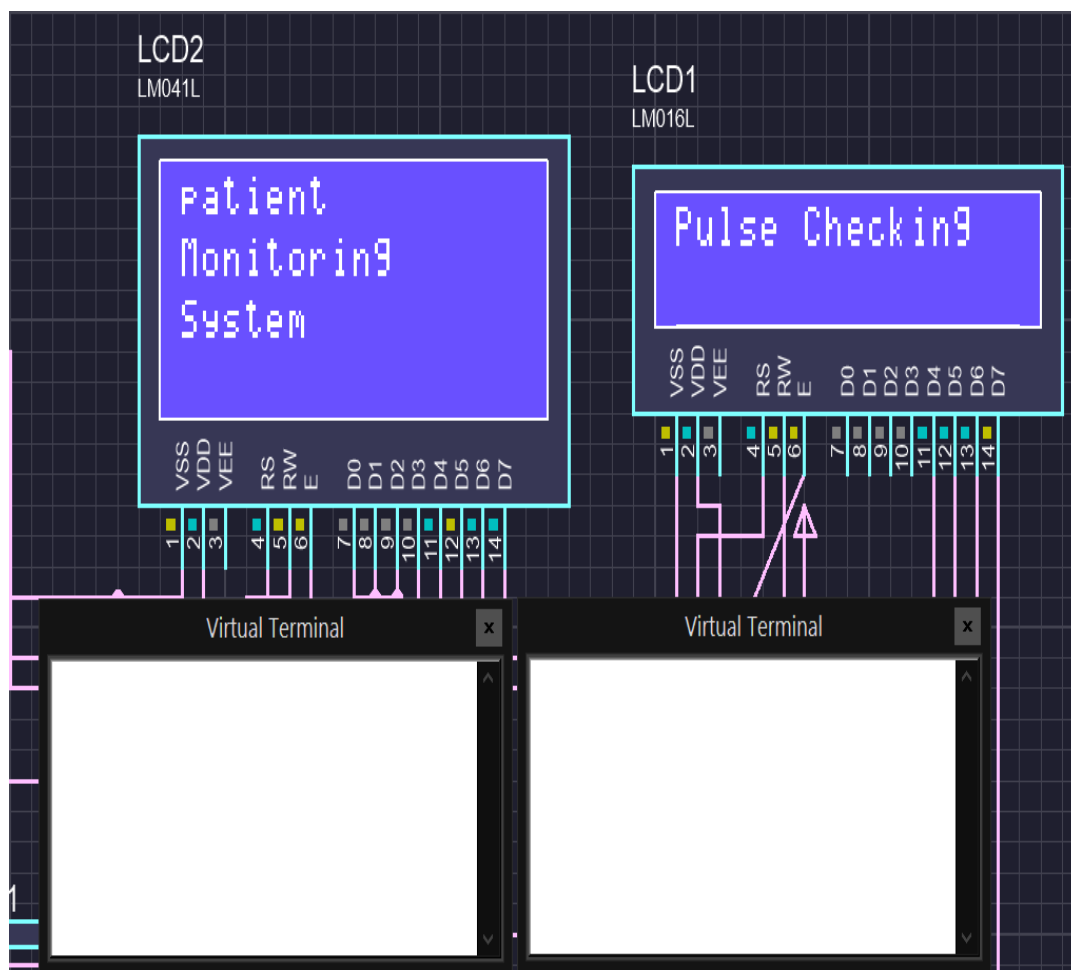 LCD2
LM041L
patient
Monitoring
System
VSS VDD VEE RS RW E D0 D1 D2 D3 D4 D5 D6 D7
1 2 3 4 5 6 7 8 9 10 11 12 13 14
LCD1
LM016L
Pulse Checking
VSS VDD VEE RS RW E D0 D1 D2 D3 D4 D5 D6 D7
1 2 3 4 5 6 7 8 9 10 11 12 13 14
Virtual Terminal x
Virtual Terminal x
1